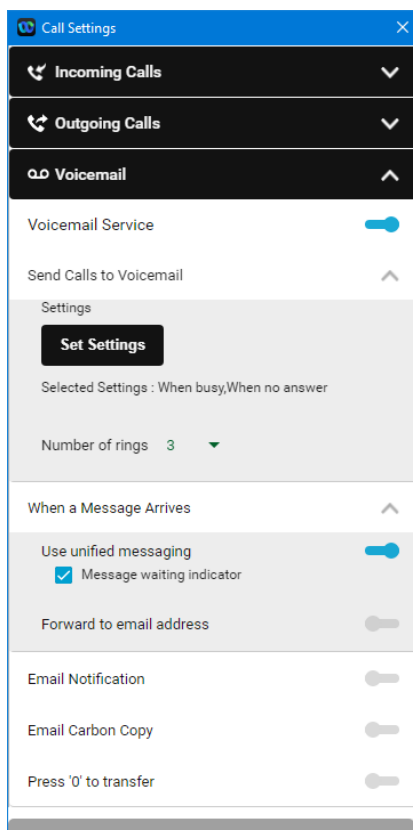 Call Settings
Incoming Calls
Outgoing Calls
Voicemail
Voicemail Service
Send Calls to Voicemail
Settings
Set Settings
Selected Settings : When busy,When no answer
Number of rings 3
When a Message Arrives
Use unified messaging
Message waiting indicator
Forward to email address
Email Notification
Email Carbon Copy
Press '0' to transfer